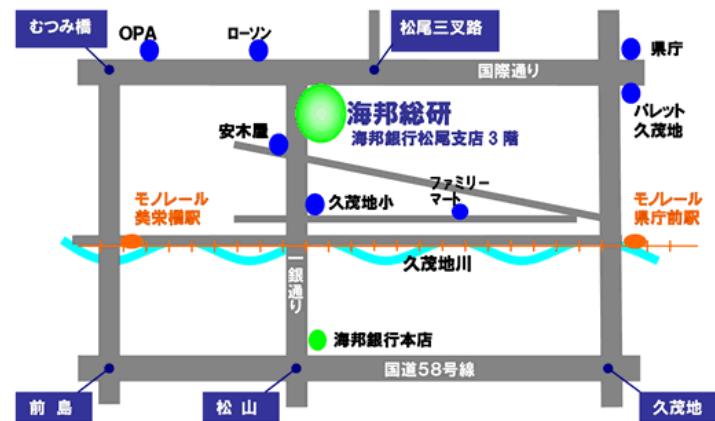 むつみ橋
OPA
ローソン
松尾三叉路
県庁
国際通り
海邦総研
海邦銀行松尾支店3階
パレット
久茂地
安木屋
ファミリー
マート
久茂地小
モノレール
美栄橋駅
モノレール
県庁前駅
久茂地川
一銀通り
海邦銀行本店
国道58号線
前島
松山
久茂地